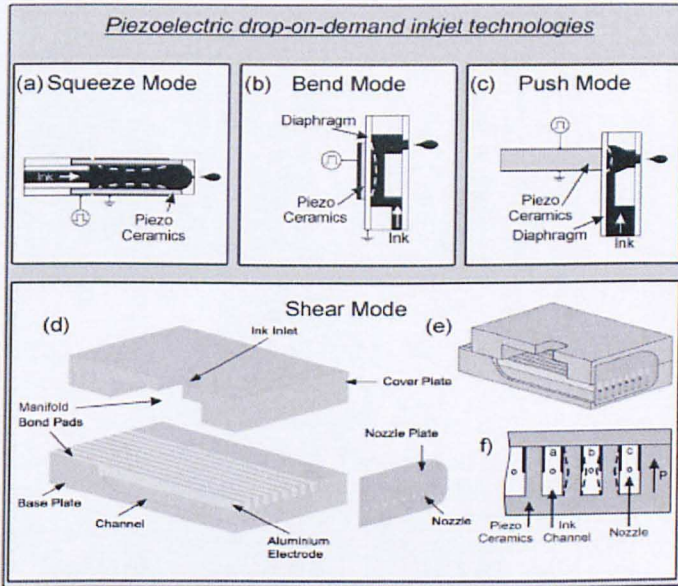 Piezoelectric drop-on-demand inkjet technologies
(a) Squeeze Mode
Ink
Piezo
Ceramics
(b) Bend Mode
Diaphragm
Piezo
Ceramics
Ink
(c) Push Mode
Piezo
Ceramics
Diaphragm
Ink
Shear Mode
(d)
Ink Inlet
Cover Plate
Manifold
Bond Pads
Base Plate
Channel
Aluminium
Electrode
Nozzle Plate
Nozzle
(e)
f)
a
b
c
P
Piezo
Ceramics
Ink
Channel
Nozzle